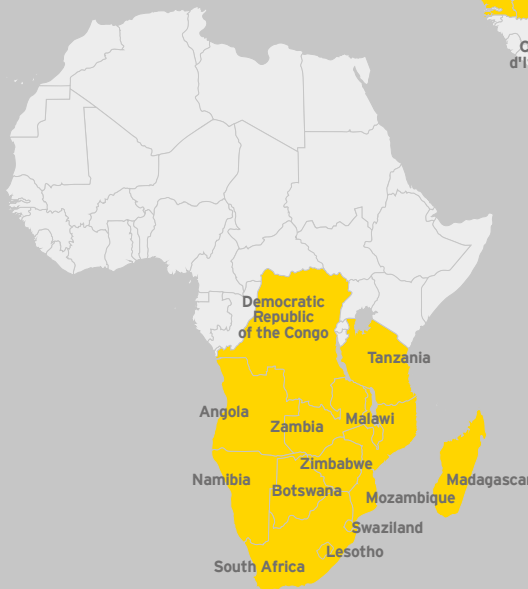 Democratic
Republic
of the Congo
Tanzania
Angola
Malawi
Zambia
Zimbabwe
Namibia
Botswana
Madagascar
Mozambique
Swaziland
Lesotho
South Africa